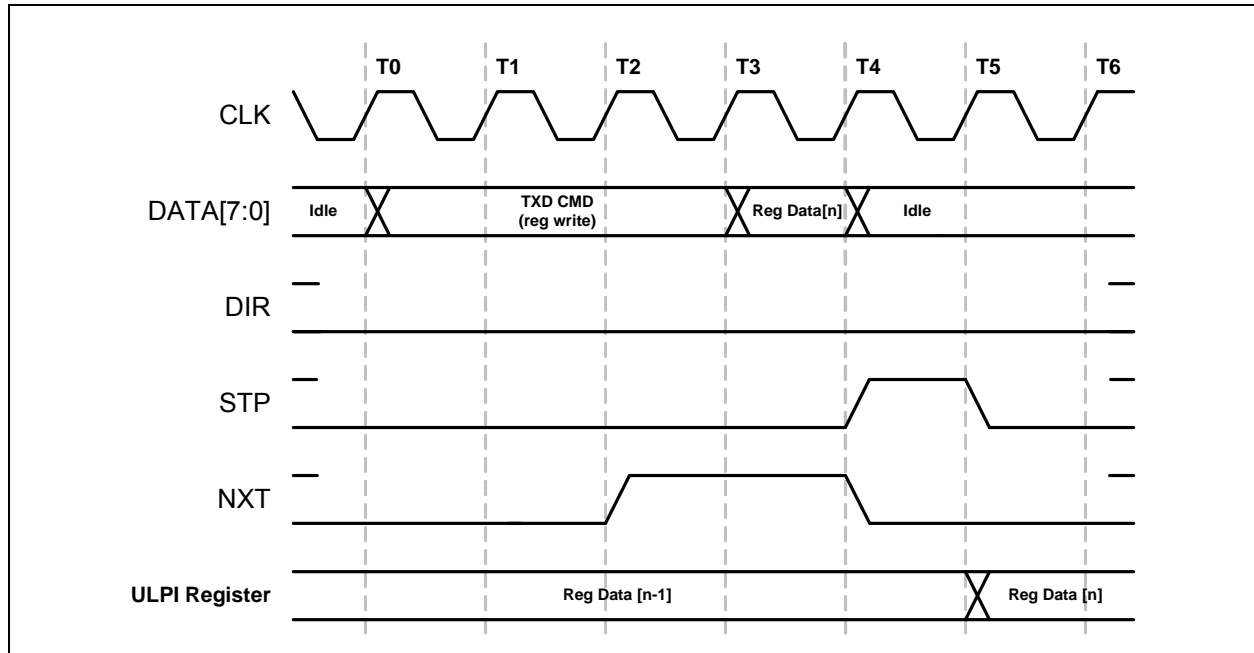 T0 T1 T2 T3 T4 T5 T6
CLK
DATA[7:0]
Idle
TXD CMD
(reg write)
Reg Data[n]
Idle
DIR
STP
NXT
ULPI Register
Reg Data [n-1]
Reg Data [n]